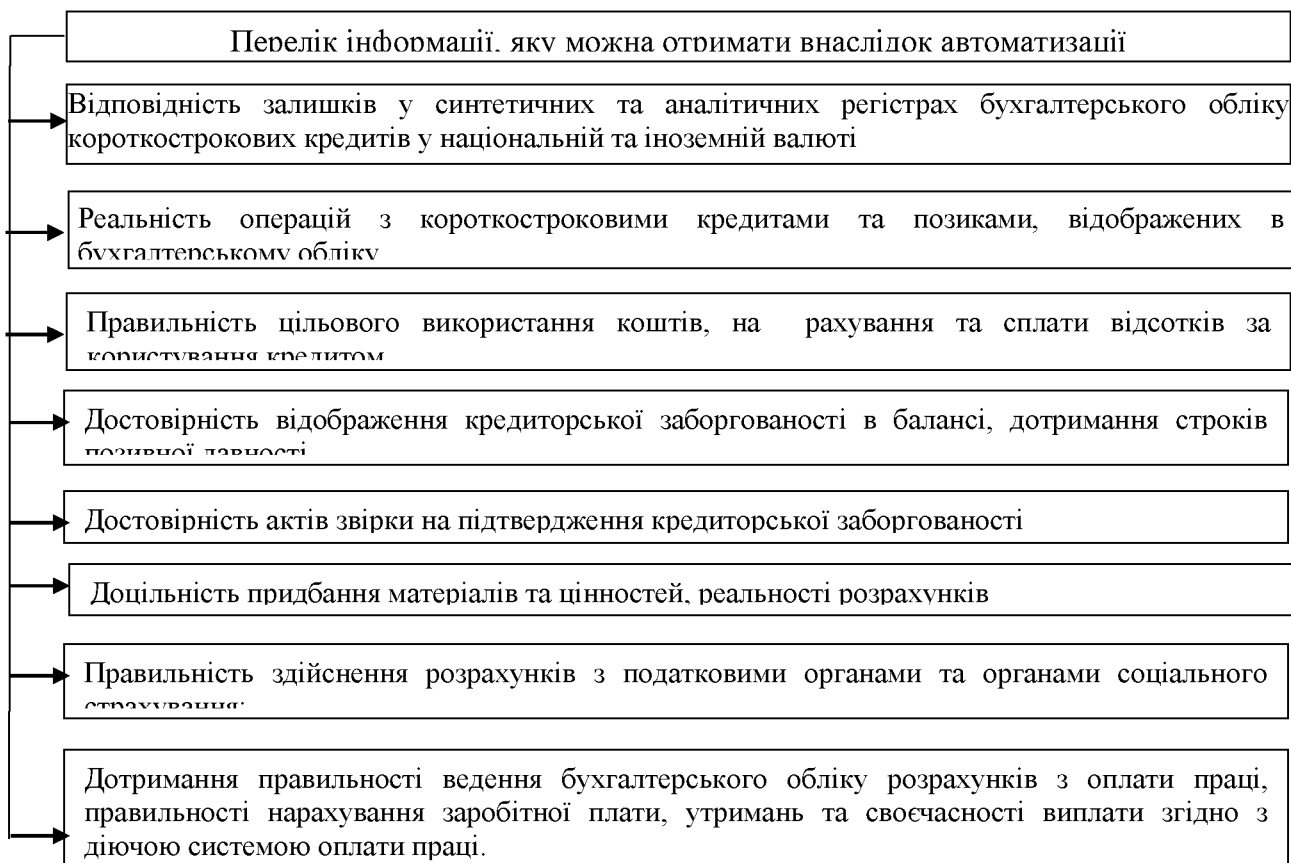 Перелік інформації, яку можна отримати внаслідок автоматизації
Відповідність залишків у синтетичних та аналітичних регістрах бухгалтерського обліку
короткострокових кредитів у національній та іноземній валюті
Реальність операцій з короткостроковими кредитами та позиками, відображених в
бухгалтерському обліку
Правильність цільового використання коштів, на рахування та сплати відсотків за
користування кредитом
Достовірність відображення кредиторської заборгованості в балансі, дотримання строків
позивної давності
Достовірність актів звірки на підтвердження кредиторської заборгованості
Доцільність придбання матеріалів та цінностей, реальності розрахунків
Правильність здійснення розрахунків з податковими органами та органами соціального
страхування;
Дотримання правильності ведення бухгалтерського обліку розрахунків з оплати праці,
правильності нарахування заробітної плати, утримань та своєчасності виплати згідно з
діючою системою оплати праці.